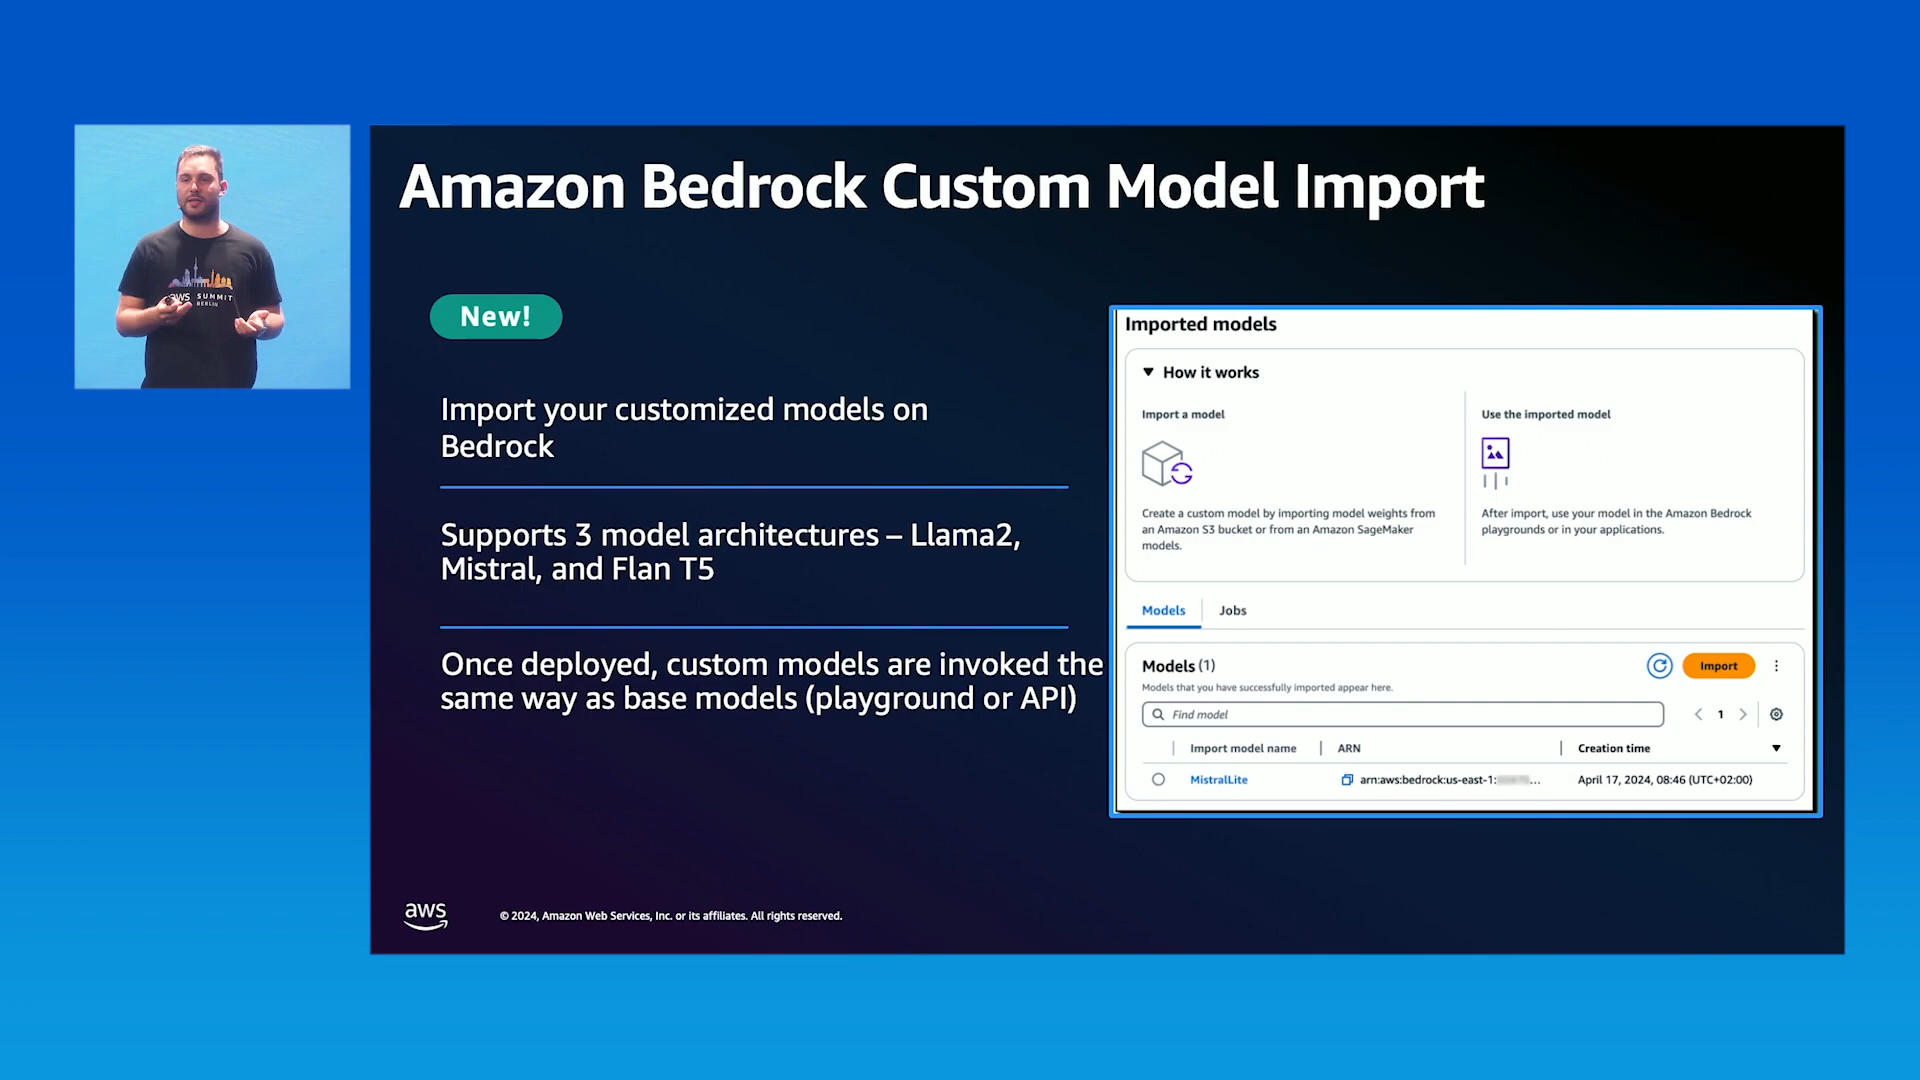 Amazon Bedrock Custom Model Import
New!
Import your customized models on
Bedrock
Supports 3 model architectures – Llama2,
Mistral, and Flan T5
Once deployed, custom models are invoked the
same way as base models (playground or API)
Imported models
How it works
Import a model
Create a custom model by importing model weights from
an Amazon S3 bucket or from an Amazon SageMaker
models.
Use the imported model
After import, use your model in the Amazon Bedrock
playgrounds or in your applications.
Models Jobs
Models (1) Import
Models that you have successfully imported appear here.
Find model 1
Import model name ARN Creation time
MistralLite arn:aws:bedrock:us-east-1: ... April 17, 2024, 08:46 (UTC+02:00)
aws SUMMIT
BERLIN
aws © 2024, Amazon Web Services, Inc. or its affiliates. All rights reserved.